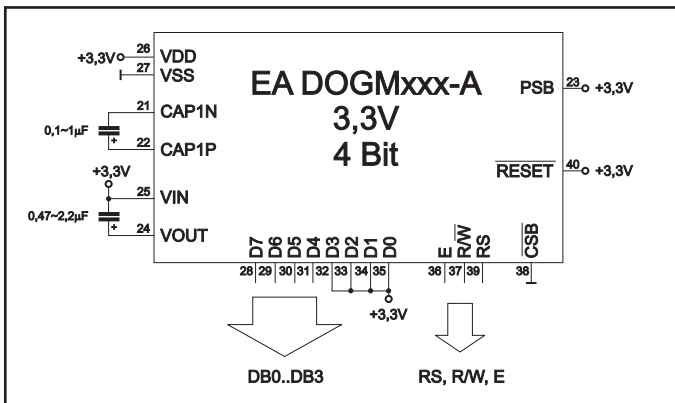 EA DOGMxxx-A
3,3V
4 Bit
+3,3V
26 VDD
27 VSS
21 CAP1N
0,1~1µF
+
22 CAP1P
+3,3V
25 VIN
0,47~2,2µF
+
24 VOUT
PSB 23 +3,3V
RESET 40 +3,3V
D7 D6 D5 D4 D3 D2 D1 D0
28 29 30 31 32 33 34 35
+3,3V
E R/W RS
36 37 39
CSB
38
DB0..DB3
RS, R/W, E